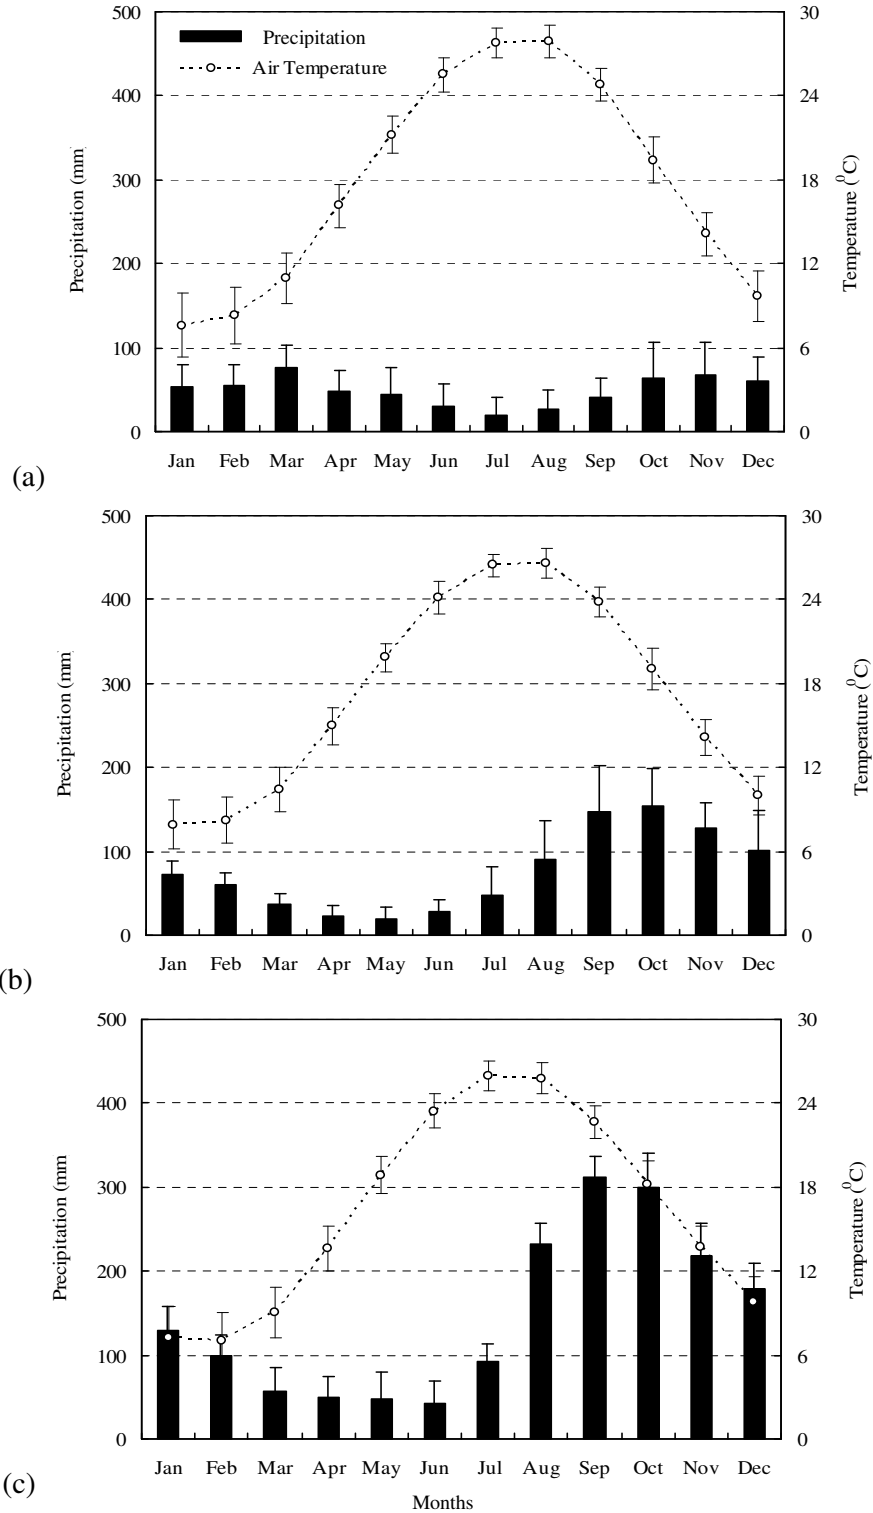 500
400
300
200
100
0
Precipitation (mm)
Precipitation
Air Temperature
30
24
18
12
6
0
Temperature (⁰C)
Jan Feb Mar Apr May Jun Jul Aug Sep Oct Nov Dec
(a)
500
400
300
200
100
0
Precipitation (mm)
30
24
18
12
6
0
Temperature (⁰C)
Jan Feb Mar Apr May Jun Jul Aug Sep Oct Nov Dec
(b)
500
400
300
200
100
0
Precipitation (mm
30
24
18
12
6
0
Temperature (⁰C)
Jan Feb Mar Apr May Jun Jul Aug Sep Oct Nov Dec
(c)
Months